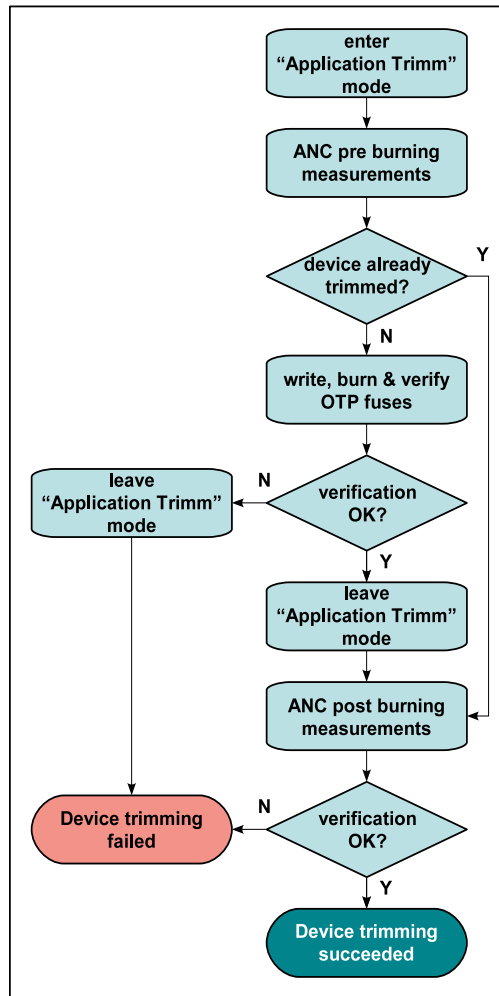 enter
“Application Trimm”
mode
ANC pre burning
measurements
device already
trimmed?
Y
N
write, burn & verify
OTP fuses
leave
“Application Trimm”
mode
N
verification
OK?
Y
leave
“Application Trimm”
mode
ANC post burning
measurements
Device trimming
failed
N
verification
OK?
Y
Device trimming
succeeded